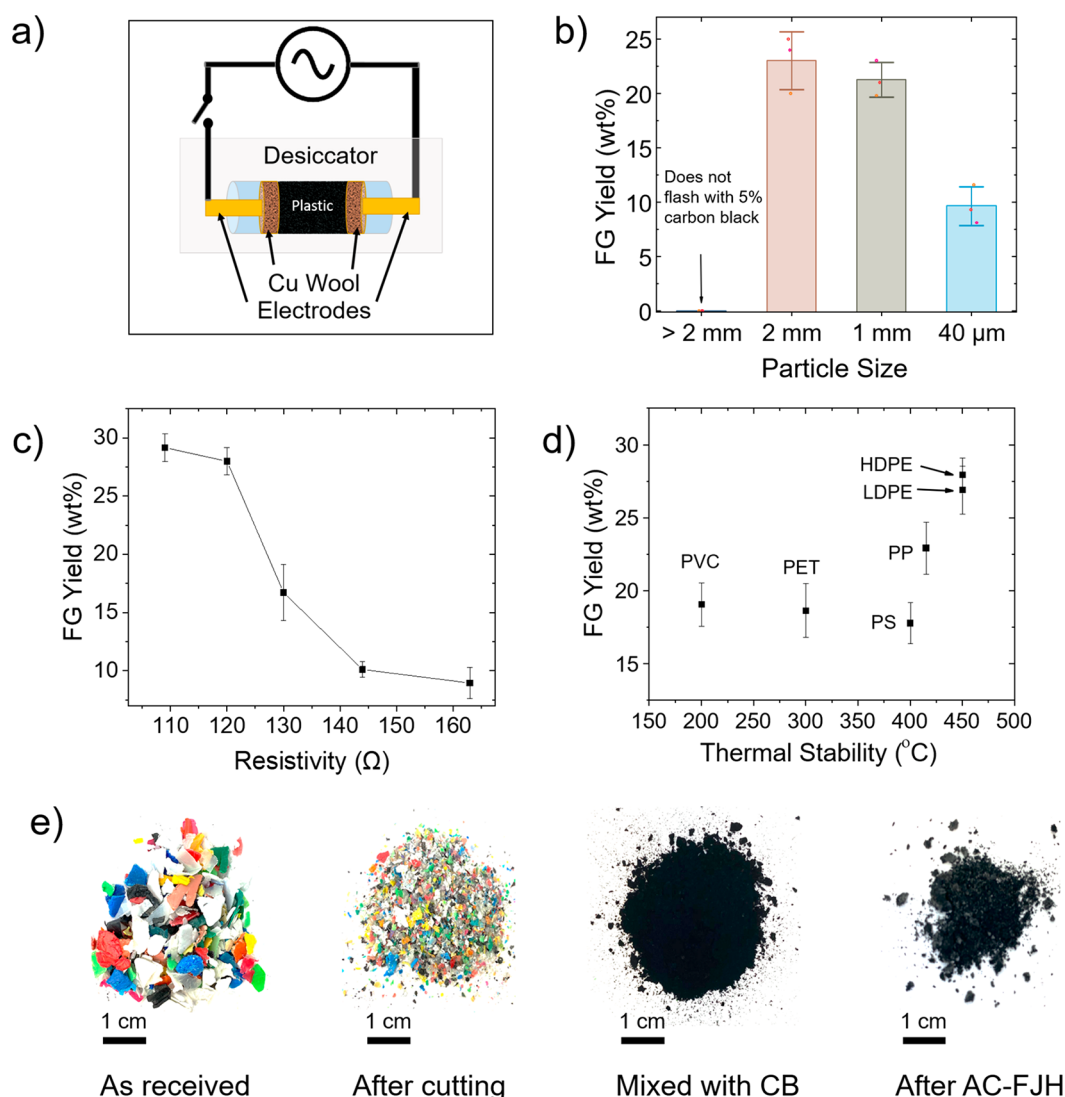 a)
Desiccator
Plastic
Cu Wool
Electrodes
b)
FG Yield (wt%)
25
20
15
10
5
0
Does not
flash with 5%
carbon black
> 2 mm
2 mm
1 mm
40 µm
Particle Size
c)
FG Yield (wt%)
30
25
20
15
10
110
120
130
140
150
160
Resistivity (Ω)
d)
FG Yield (wt%)
30
25
20
15
HDPE
LDPE
PP
PVC
PET
PS
150
200
250
300
350
400
450
500
Thermal Stability (°C)
e)
1 cm
1 cm
1 cm
1 cm
As received
After cutting
Mixed with CB
After AC-FJH